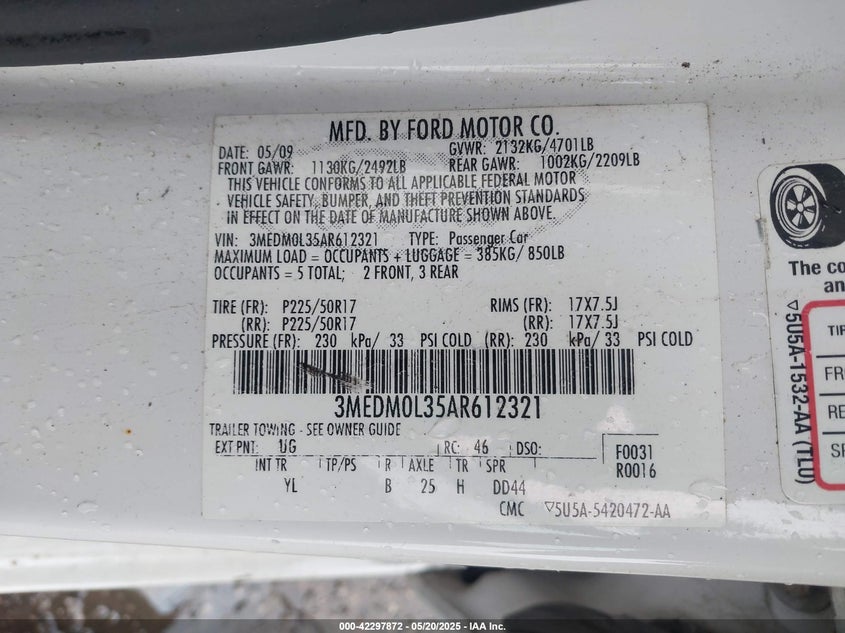 MFD. BY FORD MOTOR CO.
DATE: 05/09 GVWR: 2132KG/4701LB
FRONT GAWR: 1130KG/2492LB REAR GAWR: 1002KG/2209LB
THIS VEHICLE CONFORMS TO ALL APPLICABLE FEDERAL MOTOR
VEHICLE SAFETY, BUMPER, AND THEFT PREVENTION STANDARDS
IN EFFECT ON THE DATE OF MANUFACTURE SHOWN ABOVE.
VIN: 3MEDM0L35AR612321 TYPE: Passenger Car
MAXIMUM LOAD = OCCUPANTS + LUGGAGE = 385KG/ 850LB
OCCUPANTS = 5 TOTAL; 2 FRONT, 3 REAR
TIRE (FR): P225/50R17 RIMS (FR): 17X7.5J
(RR): P225/50R17 (RR): 17X7.5J
PRESSURE (FR): 230 kPa/ 33 PSI COLD (RR): 230 kPa/ 33 PSI COLD
3MEDM0L35AR612321
TRAILER TOWING - SEE OWNER GUIDE
EXT PNT: UG RC: 46 DSO: F0031
INT TR TP/PS R AXLE TR SPR R0016
YL B 25 H DD44
CMC ▽5U5A-5420472-AA
The co
an
▽5U5A-1532-AA (TLU)
TIR
FR
RE
SP
000-42297872 — 05/20/2025 — IAA Inc.